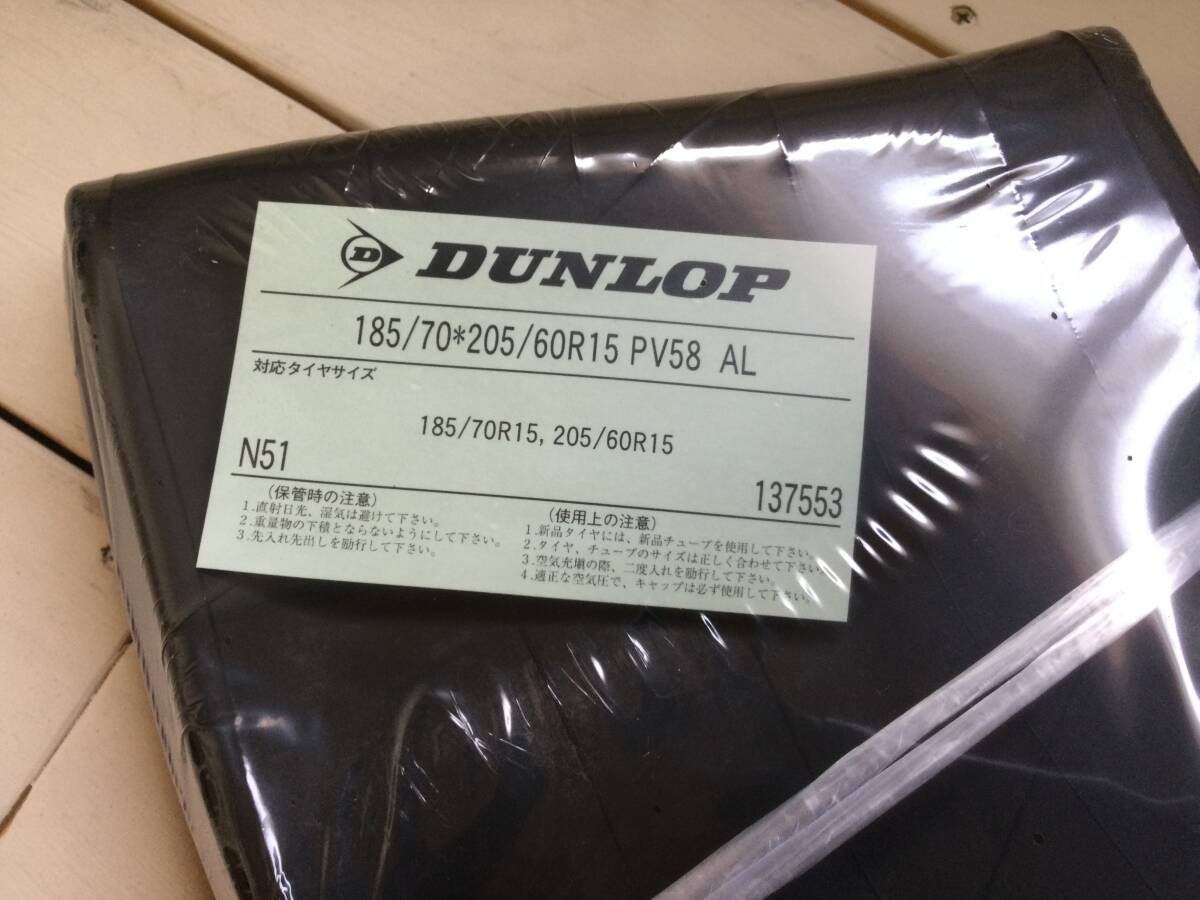 D DUNLOP
185/70*205/60R15 PV58 AL
対応タイヤサイズ
185/70R15, 205/60R15
N51
137553
(保管時の注意)
1.直射日光、湿気は避けて下さい。
2.重量物の下積とならないようにして下さい。
3.先入れ先出しを励行して下さい。
(使用上の注意)
1.新品タイヤには、新品チューブを使用して下さい。
2.タイヤ、チューブのサイズは正しく合わせて下さい。
3.空気充塡の際、二度入れを励行して下さい。
4.適正な空気圧で、キャップは必ず使用して下さい。